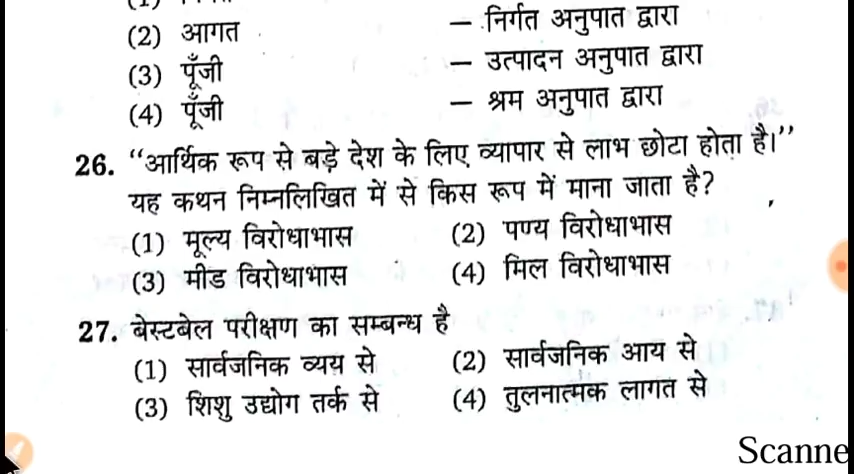 (2) आगत — निर्गत अनुपात द्वारा
(3) पूँजी — उत्पादन अनुपात द्वारा
(4) पूँजी — श्रम अनुपात द्वारा
26. “आर्थिक रूप से बड़े देश के लिए व्यापार से लाभ छोटा होता है।”
यह कथन निम्नलिखित में से किस रूप में माना जाता है?
(1) मूल्य विरोधाभास (2) पण्य विरोधाभास
(3) मीड विरोधाभास (4) मिल विरोधाभास
27. बेस्टबेल परीक्षण का सम्बन्ध है
(1) सार्वजनिक व्यय से (2) सार्वजनिक आय से
(3) शिशु उद्योग तर्क से (4) तुलनात्मक लागत से
Scanne